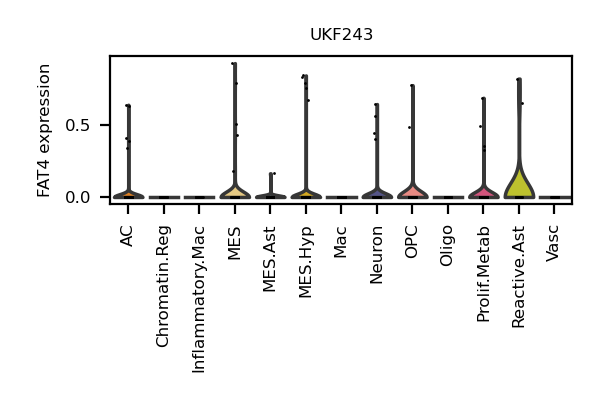 UKF243
FAT4 expression
0.5
0.0
AC
Chromatin.Reg
Inflammatory.Mac
MES
MES.Ast
MES.Hyp
Mac
Neuron
OPC
Oligo
Prolif.Metab
Reactive.Ast
Vasc